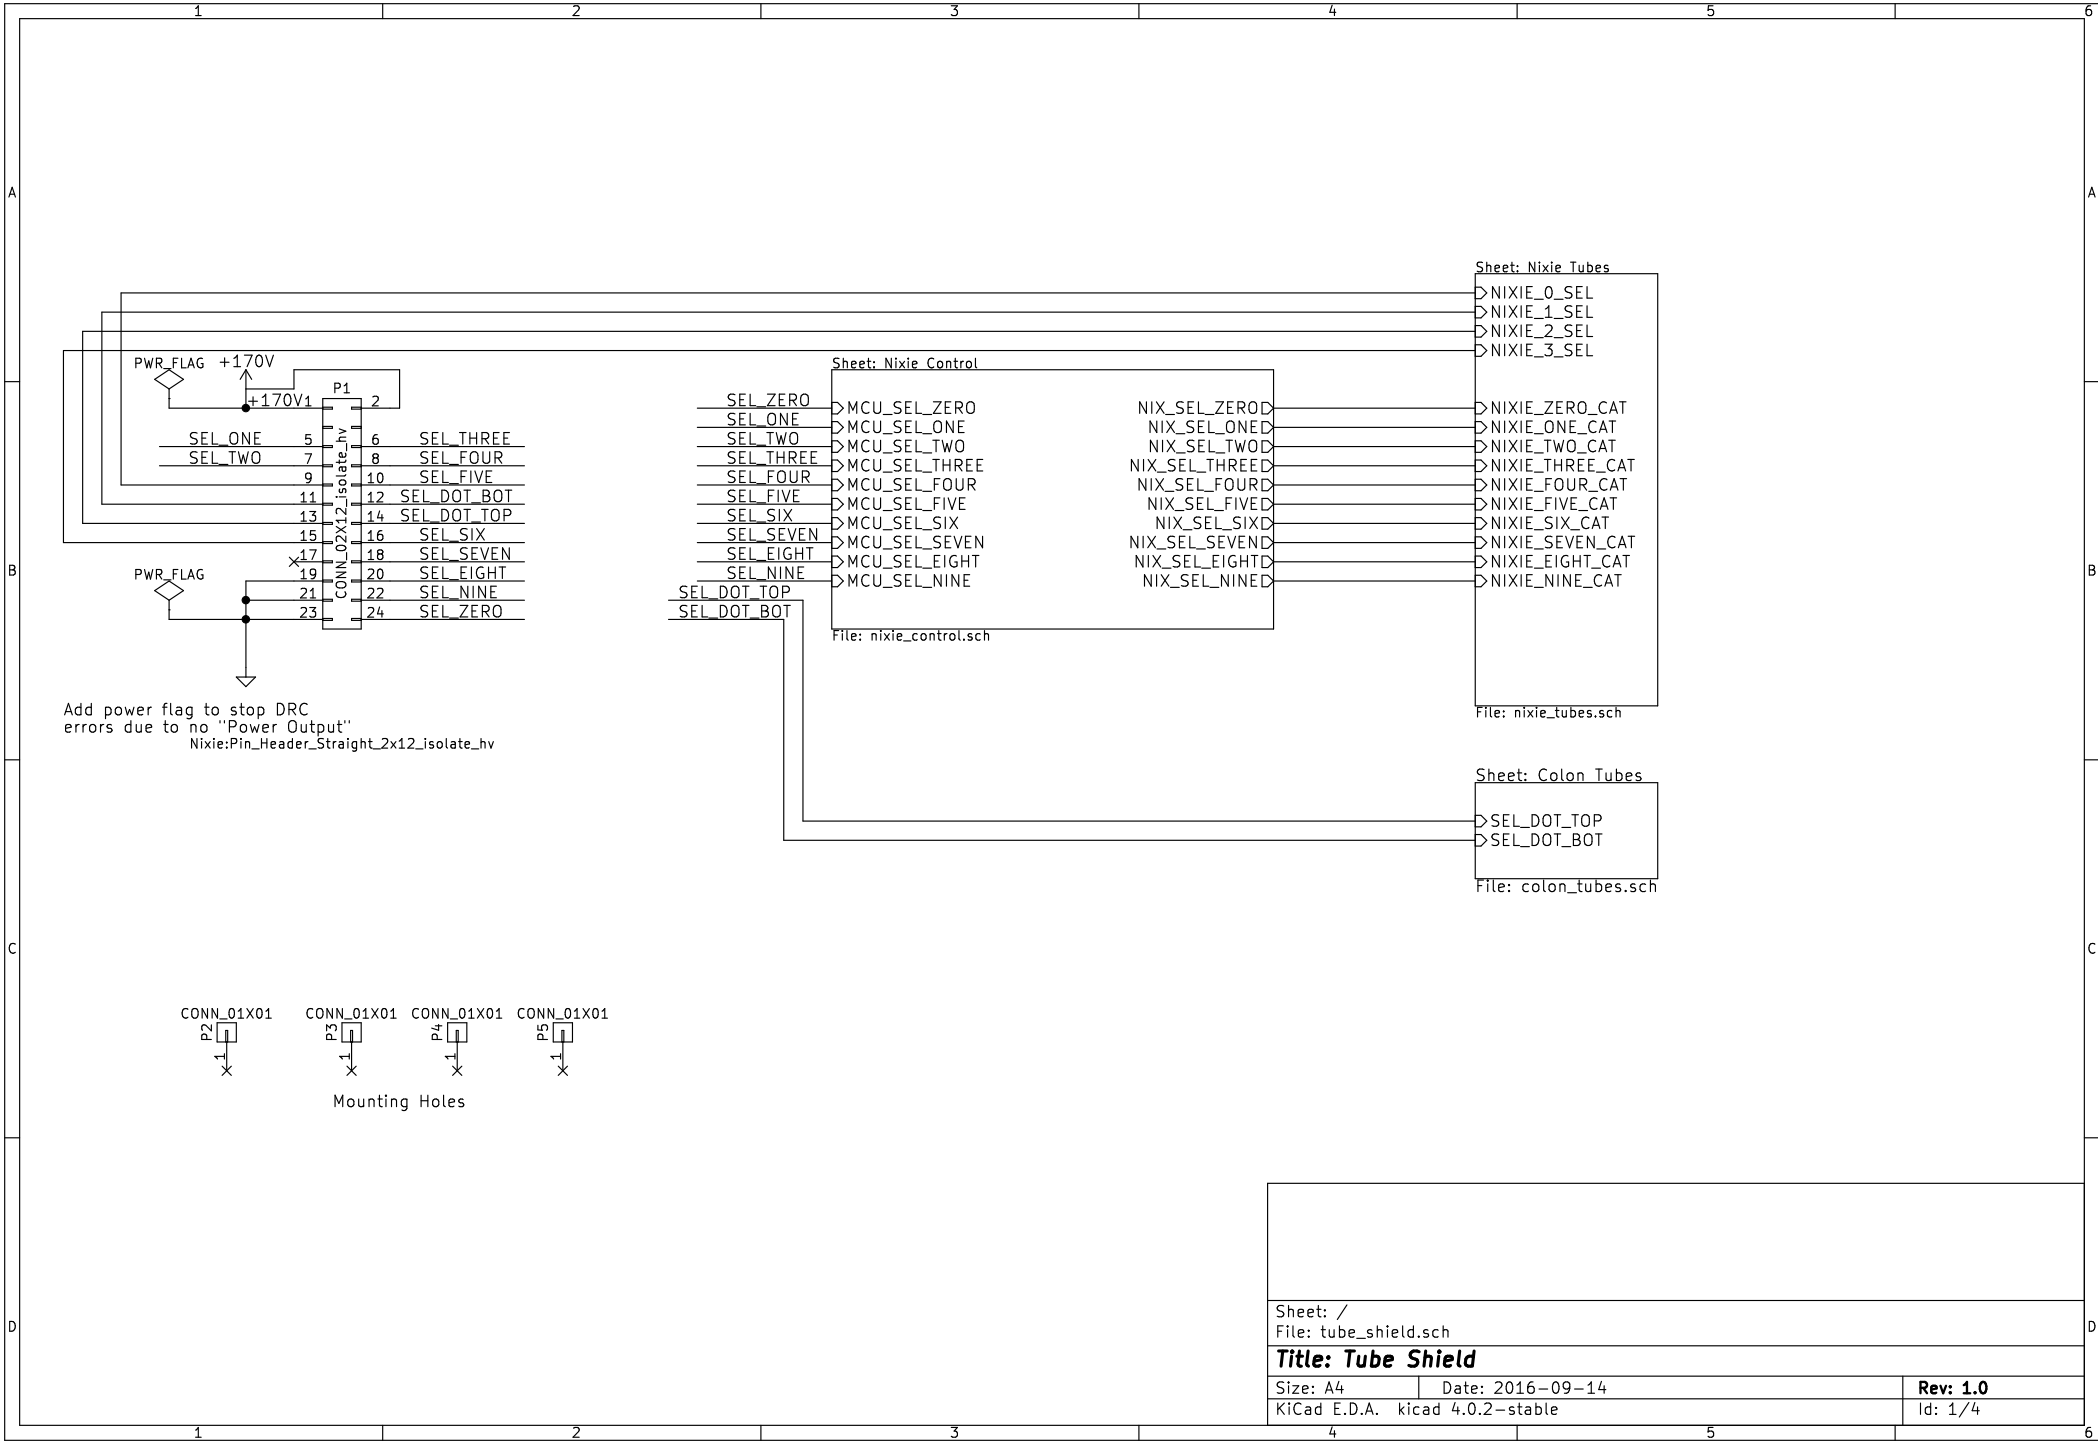 1 2 3 4 5 6
A A
Sheet: Nixie Tubes
NIXIE_0_SEL
NIXIE_1_SEL
NIXIE_2_SEL
NIXIE_3_SEL
NIXIE_ZERO_CAT
NIXIE_ONE_CAT
NIXIE_TWO_CAT
NIXIE_THREE_CAT
NIXIE_FOUR_CAT
NIXIE_FIVE_CAT
NIXIE_SIX_CAT
NIXIE_SEVEN_CAT
NIXIE_EIGHT_CAT
NIXIE_NINE_CAT
File: nixie_tubes.sch
PWR_FLAG +170V
P1
CONN_02X12_isolate_hv
+170V 1 2
SEL_ONE 5 6 SEL_THREE
SEL_TWO 7 8 SEL_FOUR
9 10 SEL_FIVE
11 12 SEL_DOT_BOT
13 14 SEL_DOT_TOP
15 16 SEL_SIX
17 18 SEL_SEVEN
19 20 SEL_EIGHT
21 22 SEL_NINE
23 24 SEL_ZERO
PWR_FLAG
Add power flag to stop DRC
errors due to no "Power Output"
Nixie:Pin_Header_Straight_2x12_isolate_hv
Sheet: Nixie Control
SEL_ZERO MCU_SEL_ZERO NIX_SEL_ZERO
SEL_ONE MCU_SEL_ONE NIX_SEL_ONE
SEL_TWO MCU_SEL_TWO NIX_SEL_TWO
SEL_THREE MCU_SEL_THREE NIX_SEL_THREE
SEL_FOUR MCU_SEL_FOUR NIX_SEL_FOUR
SEL_FIVE MCU_SEL_FIVE NIX_SEL_FIVE
SEL_SIX MCU_SEL_SIX NIX_SEL_SIX
SEL_SEVEN MCU_SEL_SEVEN NIX_SEL_SEVEN
SEL_EIGHT MCU_SEL_EIGHT NIX_SEL_EIGHT
SEL_NINE MCU_SEL_NINE NIX_SEL_NINE
SEL_DOT_TOP
SEL_DOT_BOT
File: nixie_control.sch
B B
Sheet: Colon Tubes
SEL_DOT_TOP
SEL_DOT_BOT
File: colon_tubes.sch
C C
CONN_01X01 CONN_01X01 CONN_01X01 CONN_01X01
P2 P3 P4 P5
1 1 1 1
Mounting Holes
D D
Sheet: /
File: tube_shield.sch
Title: Tube Shield
Size: A4 Date: 2016-09-14 Rev: 1.0
KiCad E.D.A. kicad 4.0.2-stable Id: 1/4
1 2 3 4 5 6